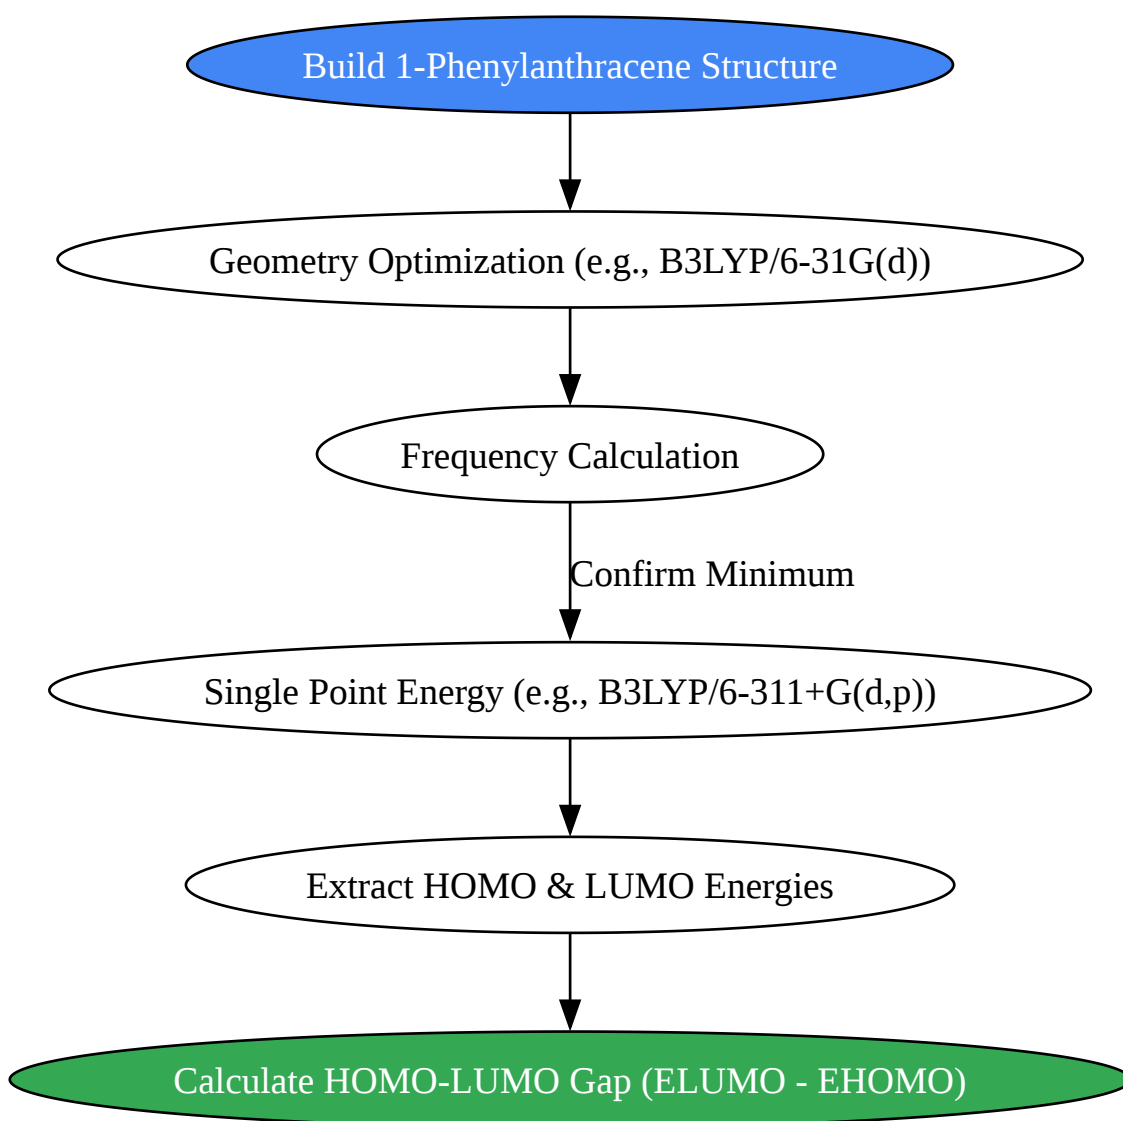 Build 1-Phenylanthracene Structure
Geometry Optimization (e.g., B3LYP/6-31G(d))
Frequency Calculation
Confirm Minimum
Single Point Energy (e.g., B3LYP/6-311+G(d,p))
Extract HOMO & LUMO Energies
Calculate HOMO-LUMO Gap (ELUMO - EHOMO)